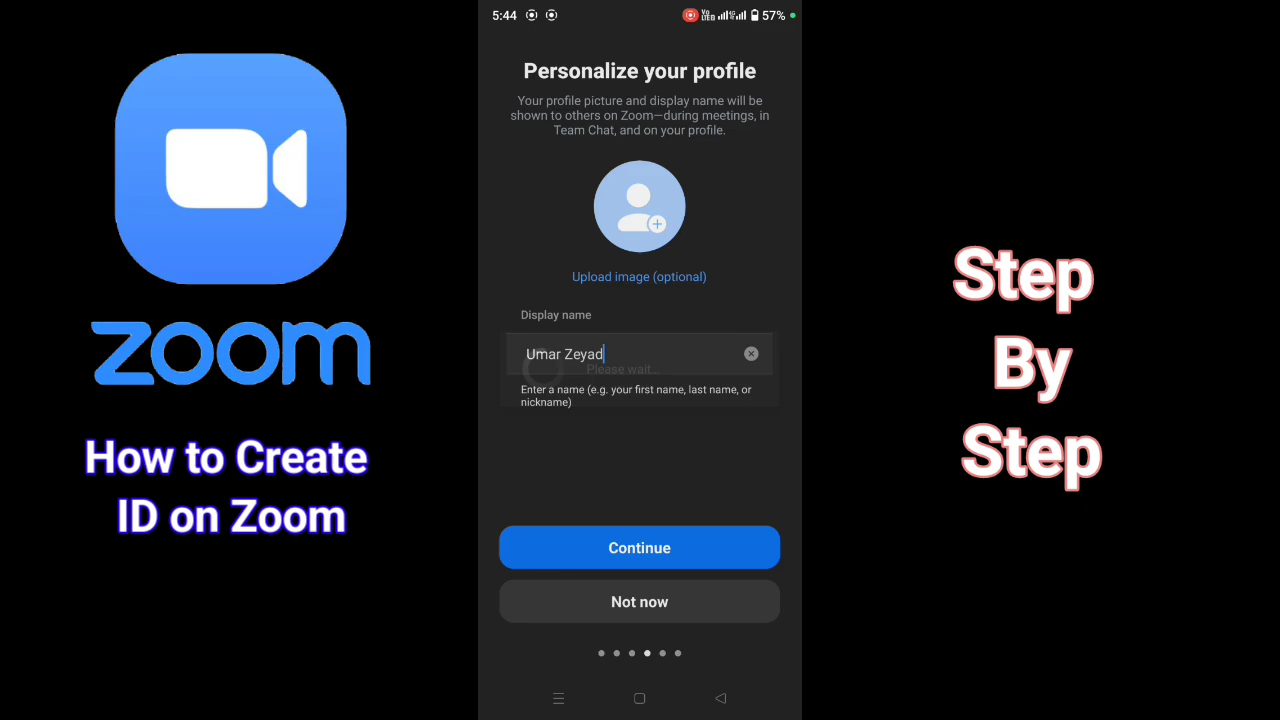 5:44
Vo LTE 4G 57%
Personalize your profile
Your profile picture and display name will be
shown to others on Zoom—during meetings, in
Team Chat, and on your profile.
Upload image (optional)
Display name
Umar Zeyad
Please wait...
Enter a name (e.g. your first name, last name, or
nickname)
Continue
Not now
zoom
How to Create
ID on Zoom
Step
By
Step